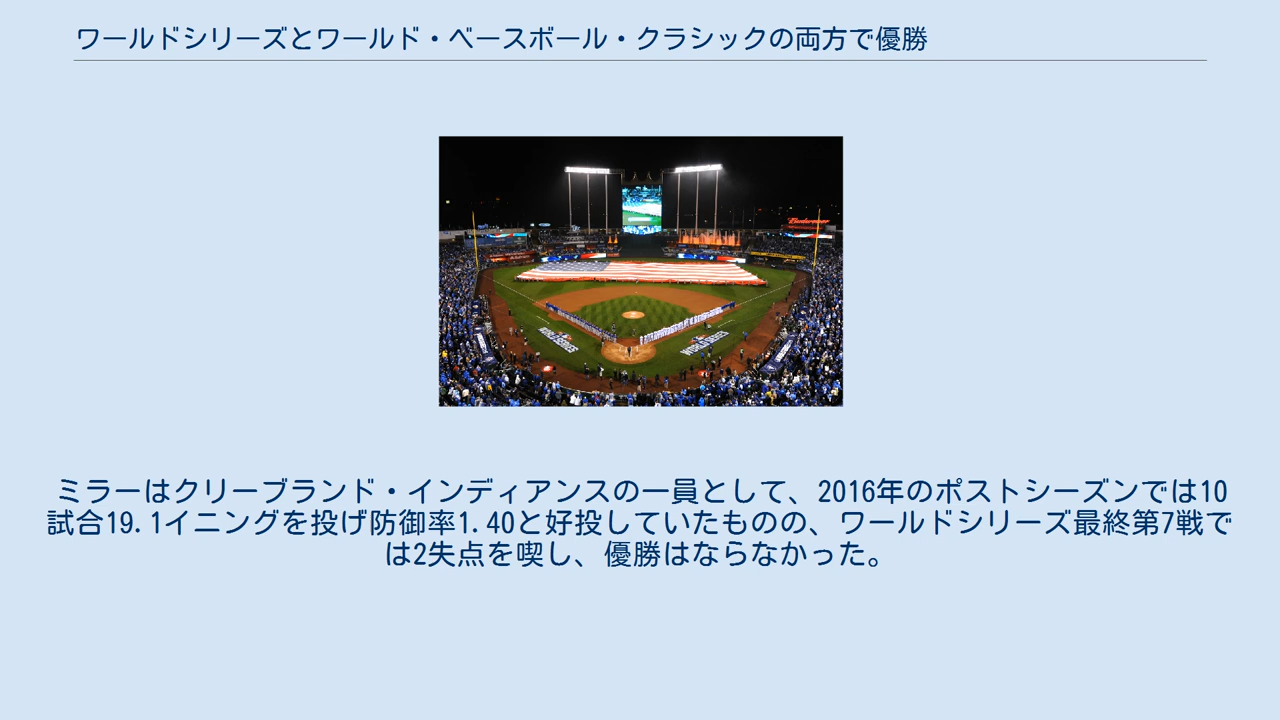 ワールドシリーズとワールド・ベースボール・クラシックの両方で優勝
Budweiser
WORLD SERIES
WORLD SERIES
ミラーはクリーブランド・インディアンスの一員として、2016年のポストシーズンでは10
試合19.1イニングを投げ防御率1.40と好投していたものの、ワールドシリーズ最終第7戦で
は2失点を喫し、優勝はならなかった。